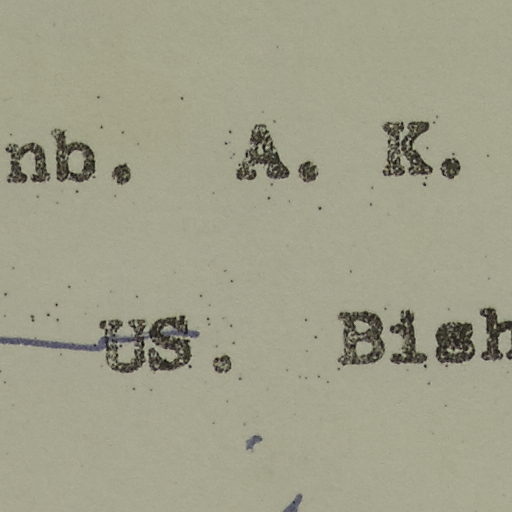 nb. A. K.
US. Bish